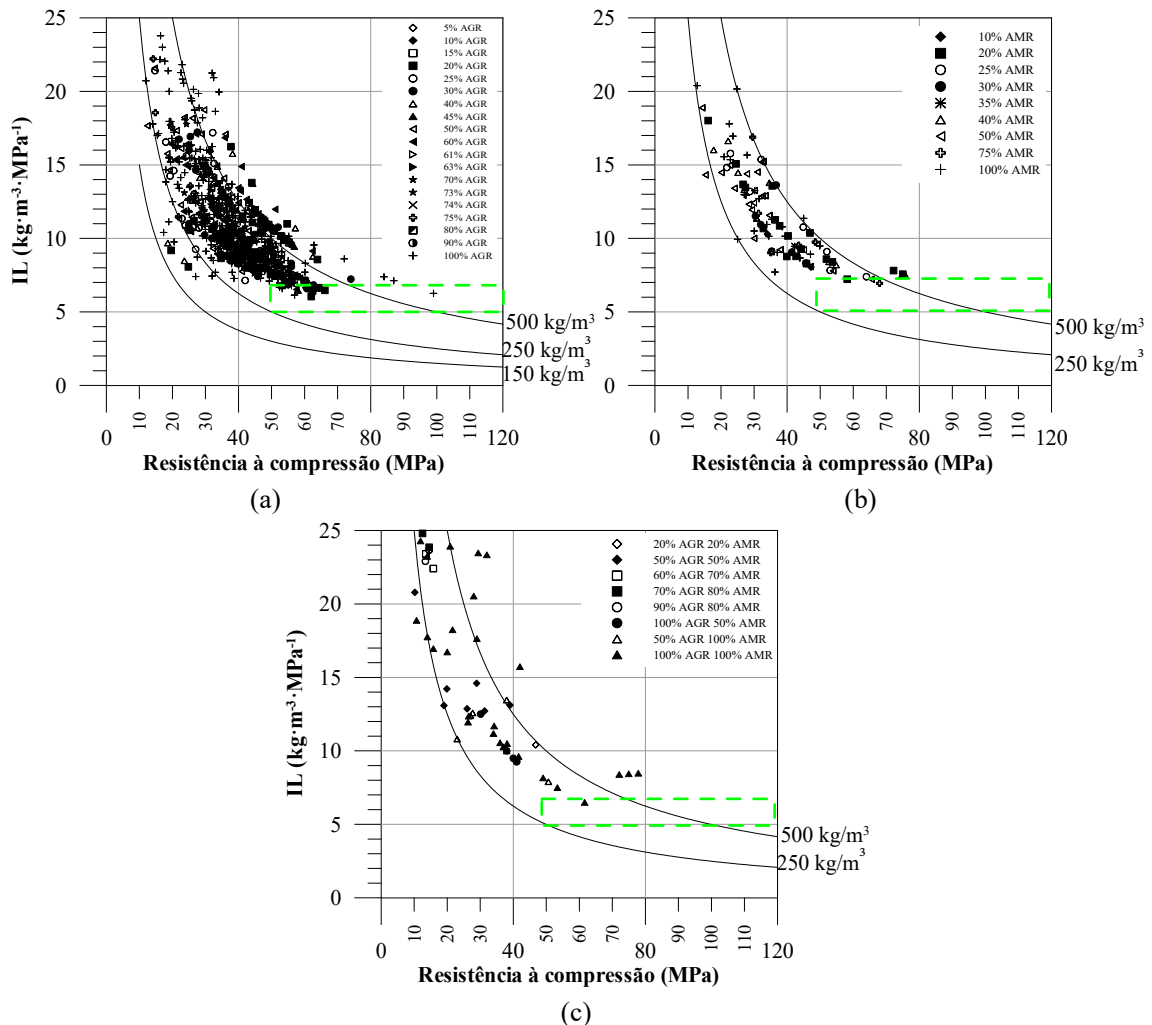 (a)
(b)
IL (kg·m⁻³·MPa⁻¹)
25
20
15
10
5
0
5% AGR
10% AGR
15% AGR
20% AGR
25% AGR
30% AGR
40% AGR
45% AGR
50% AGR
60% AGR
61% AGR
63% AGR
70% AGR
73% AGR
74% AGR
75% AGR
80% AGR
90% AGR
100% AGR
500 kg/m³
250 kg/m³
150 kg/m³
0 10 20 30 40 50 60 70 80 90 100 110 120
Resistência à compressão (MPa)
(a)
IL (kg·m⁻³·MPa⁻¹)
25
20
15
10
5
0
10% AMR
20% AMR
25% AMR
30% AMR
35% AMR
40% AMR
50% AMR
75% AMR
100% AMR
500 kg/m³
250 kg/m³
0 10 20 30 40 50 60 70 80 90 100 110 120
Resistência à compressão (MPa)
(b)
IL (kg·m⁻³·MPa⁻¹)
25
20
15
10
5
0
20% AGR 20% AMR
50% AGR 50% AMR
60% AGR 70% AMR
70% AGR 80% AMR
90% AGR 80% AMR
100% AGR 50% AMR
50% AGR 100% AMR
100% AGR 100% AMR
500 kg/m³
250 kg/m³
0 10 20 30 40 50 60 70 80 90 100 110 120
Resistência à compressão (MPa)
(c)